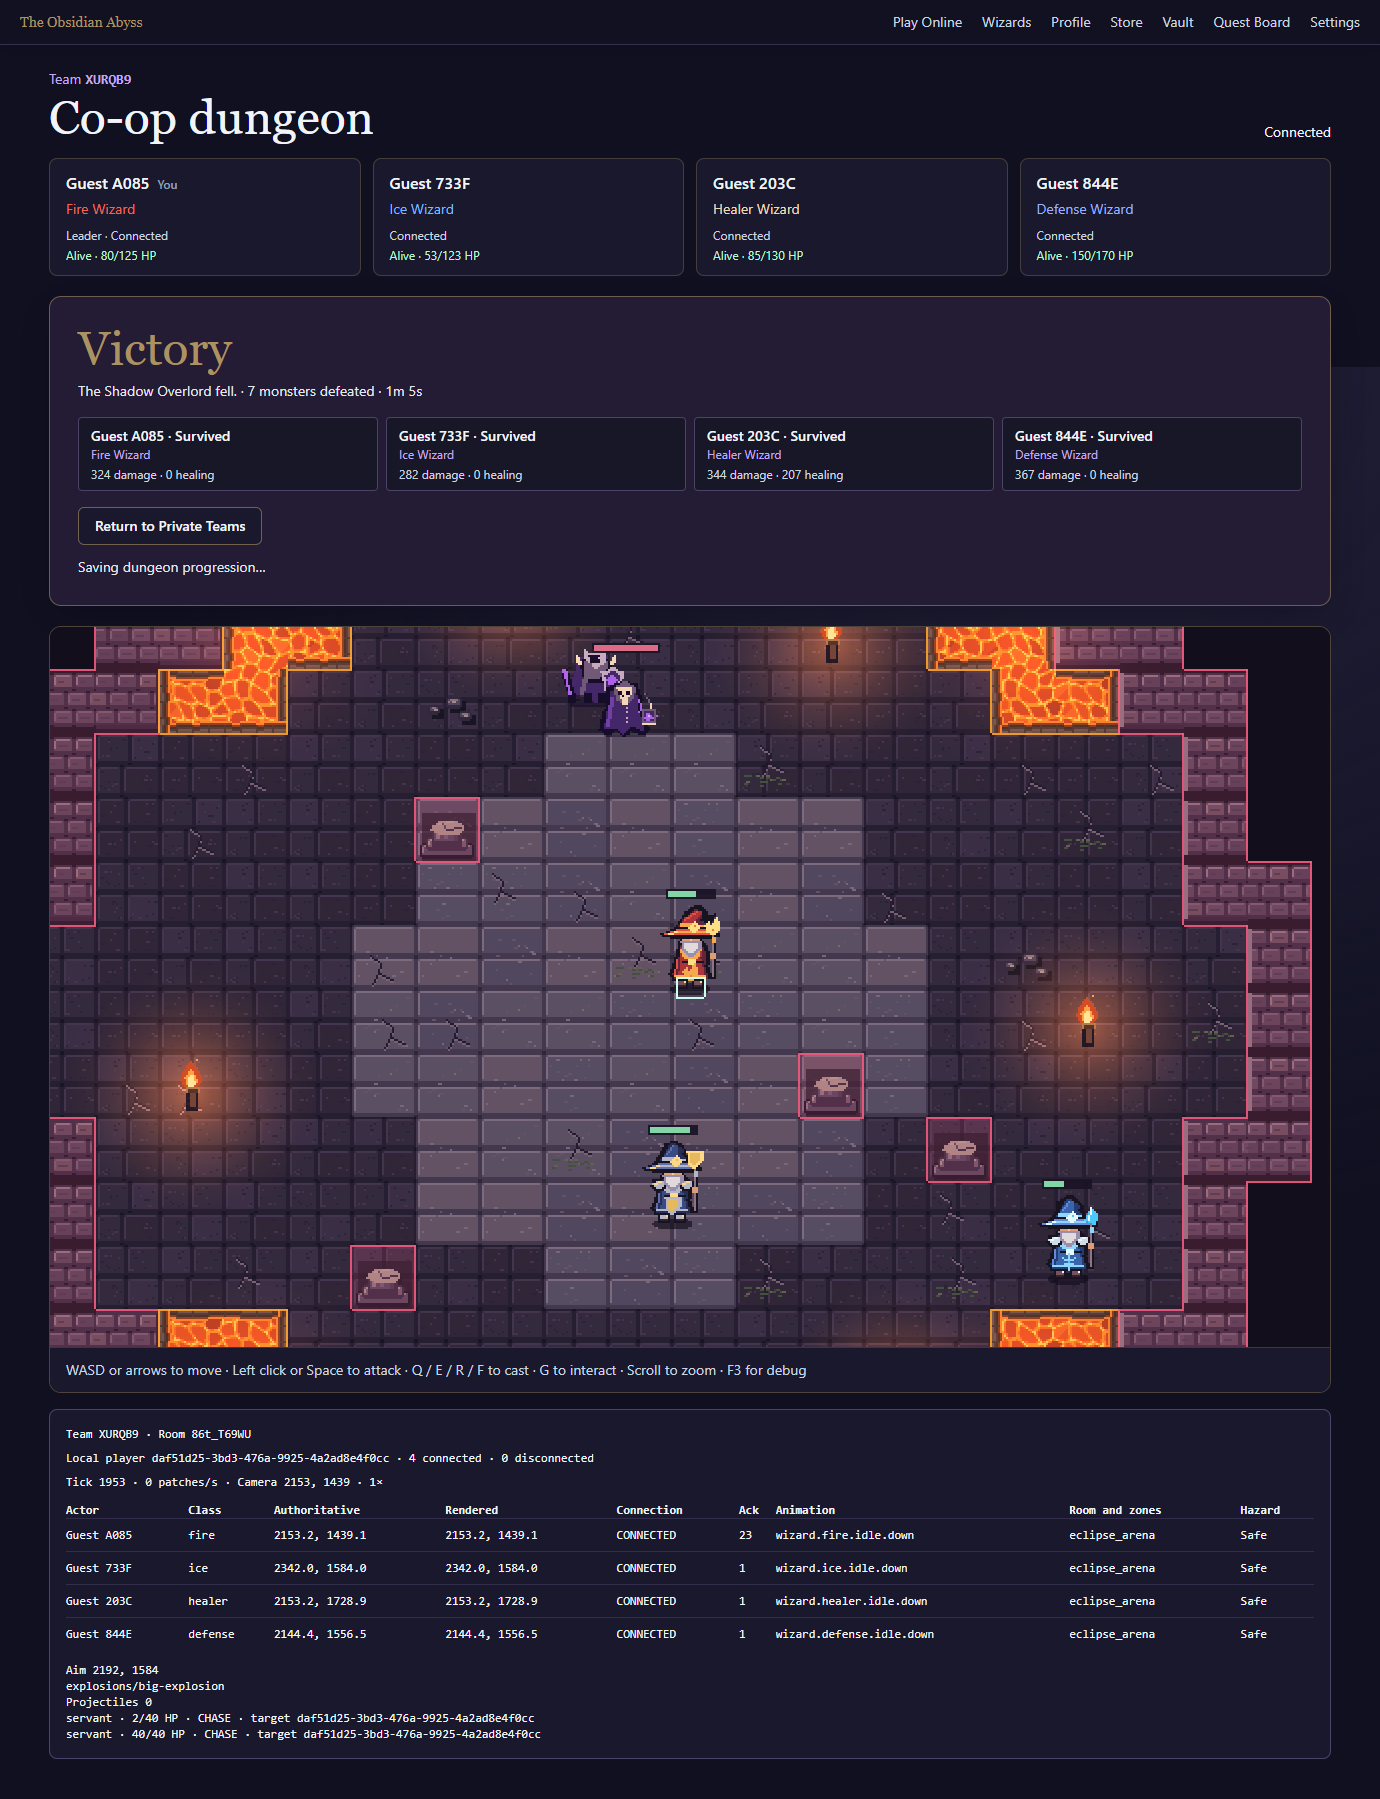 The Obsidian Abyss
Play Online Wizards Profile Store Vault Quest Board Settings
Team XURQB9
Co-op dungeon
Connected
Guest A085 You
Fire Wizard
Leader · Connected
Alive · 80/125 HP
Guest 733F
Ice Wizard
Connected
Alive · 53/123 HP
Guest 203C
Healer Wizard
Connected
Alive · 85/130 HP
Guest 844E
Defense Wizard
Connected
Alive · 150/170 HP
Victory
The Shadow Overlord fell. · 7 monsters defeated · 1m 5s
Guest A085 · Survived
Fire Wizard
324 damage · 0 healing
Guest 733F · Survived
Ice Wizard
282 damage · 0 healing
Guest 203C · Survived
Healer Wizard
344 damage · 207 healing
Guest 844E · Survived
Defense Wizard
367 damage · 0 healing
Return to Private Teams
Saving dungeon progression...
WASD or arrows to move · Left click or Space to attack · Q / E / R / F to cast · G to interact · Scroll to zoom · F3 for debug
Team XURQB9 · Room 86t_T69WU
Local player daf51d25-3bd3-476a-9925-4a2ad8e4f0cc · 4 connected · 0 disconnected
Tick 1953 · 0 patches/s · Camera 2153, 1439 · 1×
Actor Class Authoritative Rendered Connection Ack Animation Room and zones Hazard
Guest A085 fire 2153.2, 1439.1 2153.2, 1439.1 CONNECTED 23 wizard.fire.idle.down eclipse_arena Safe
Guest 733F ice 2342.0, 1584.0 2342.0, 1584.0 CONNECTED 1 wizard.ice.idle.down eclipse_arena Safe
Guest 203C healer 2153.2, 1728.9 2153.2, 1728.9 CONNECTED 1 wizard.healer.idle.down eclipse_arena Safe
Guest 844E defense 2144.4, 1556.5 2144.4, 1556.5 CONNECTED 1 wizard.defense.idle.down eclipse_arena Safe
Aim 2192, 1584
explosions/big-explosion
Projectiles 0
servant · 2/40 HP · CHASE · target daf51d25-3bd3-476a-9925-4a2ad8e4f0cc
servant · 40/40 HP · CHASE · target daf51d25-3bd3-476a-9925-4a2ad8e4f0cc